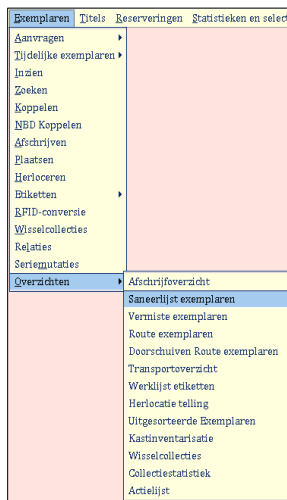 Exemplaren Titels Reserveringen Statistieken en select
Aanvragen
Tijdelijke exemplaren
Inzien
Zoeken
Koppelen
NBD Koppelen
Afschrijven
Plaatsen
Herloceren
Etiketten
RFID-conversie
Wisselcollecties
Relaties
Seriemutaties
Overzichten
Afschrijfoverzicht
Saneerlijst exemplaren
Vermiste exemplaren
Route exemplaren
Doorschuiven Route exemplaren
Transportoverzicht
Werklijst etiketten
Herlocatie telling
Uitgesorteerde Exemplaren
Kastinventarisatie
Wisselcollecties
Collectiestatistiek
Actielijst